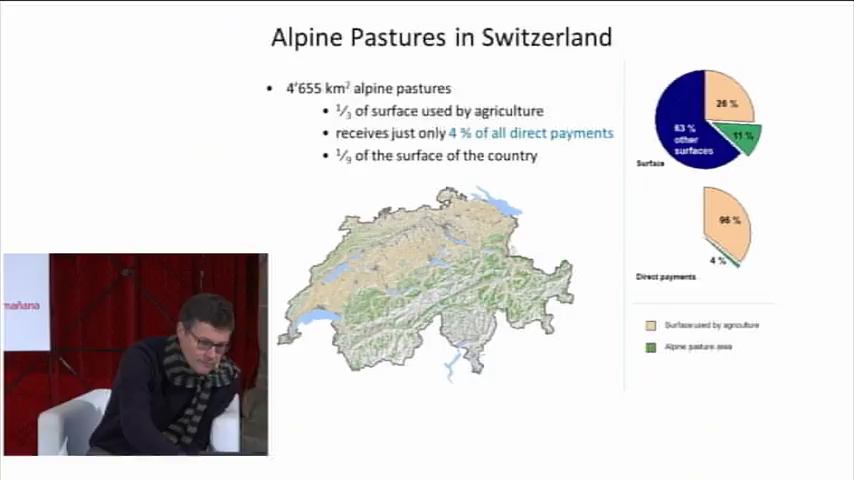 Alpine Pastures in Switzerland
• 4'655 km² alpine pastures
• 1/3 of surface used by agriculture
• receives just only 4 % of all direct payments
• 1/9 of the surface of the country
26 %
11 %
63 %
other
surfaces
Surface
96 %
4 %
Direct payments
Surface used by agriculture
Alpine pasture area
mañana